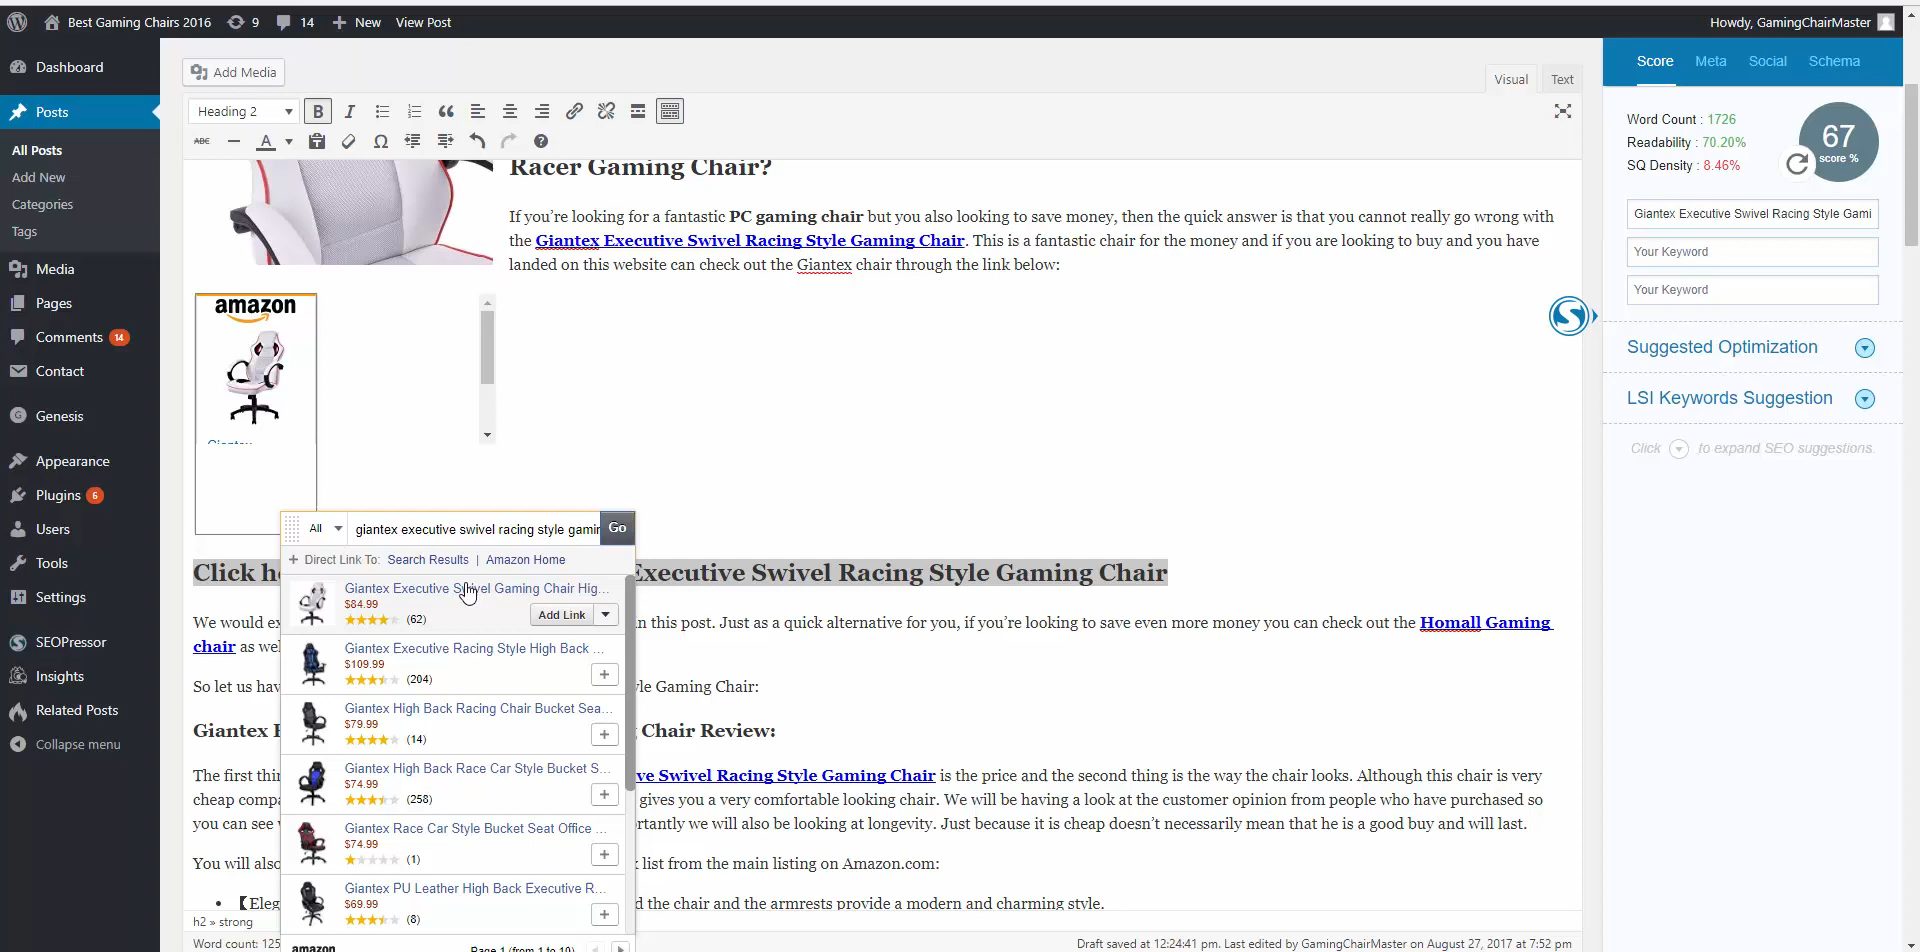 Best Gaming Chairs 2016
9
14
New
View Post
Howdy, GamingChairMaster
Dashboard
Posts
All Posts
Add New
Categories
Tags
Media
Pages
Comments 14
Contact
Genesis
Appearance
Plugins 6
Users
Tools
Settings
SEOPressor
Insights
Related Posts
Collapse menu
Add Media
Visual
Text
Heading 2
B
I
ABC
A
Racer Gaming Chair?
If you’re looking for a fantastic PC gaming chair but you also looking to save money, then the quick answer is that you cannot really go wrong with
the Giantex Executive Swivel Racing Style Gaming Chair. This is a fantastic chair for the money and if you are looking to buy and you have
landed on this website can check out the Giantex chair through the link below:
amazon
Giantex
All
giantex executive swivel racing style gamin
Go
Direct Link To: Search Results | Amazon Home
Click Executive Swivel Racing Style Gaming Chair
Giantex Executive Swivel Gaming Chair Hig...
$84.99
(62)
Add Link
Giantex Executive Racing Style High Back ...
$109.99
(204)
Giantex High Back Racing Chair Bucket Sea...
$79.99
(14)
Giantex High Back Race Car Style Bucket S...
$74.99
(258)
Giantex Race Car Style Bucket Seat Office ...
$74.99
(1)
Giantex PU Leather High Back Executive R...
$69.99
(8)
amazon
Page 1 (from 1 to 10)
We would in this post. Just as a quick alternative for you, if you’re looking to save even more money you can check out the Homall Gaming
chair as
So let us Style Gaming Chair:
Giantex Chair Review:
The first Swivel Racing Style Gaming Chair is the price and the second thing is the way the chair looks. Although this chair is very
cheap gives you a very comfortable looking chair. We will be having a look at the customer opinion from people who have purchased so
you can see we will also be looking at longevity. Just because it is cheap doesn’t necessarily mean that he is a good buy and will last.
You will list from the main listing on Amazon.com:
the chair and the armrests provide a modern and charming style.
h2 » strong
Word count:
Draft saved at 12:24:41 pm. Last edited by GamingChairMaster on August 27, 2017 at 7:52 pm
Score
Meta
Social
Schema
Word Count : 1726
Readability : 70.20%
SQ Density : 8.46%
67
score %
Giantex Executive Swivel Racing Style Gami
Your Keyword
Your Keyword
Suggested Optimization
LSI Keywords Suggestion
Click to expand SEO suggestions.